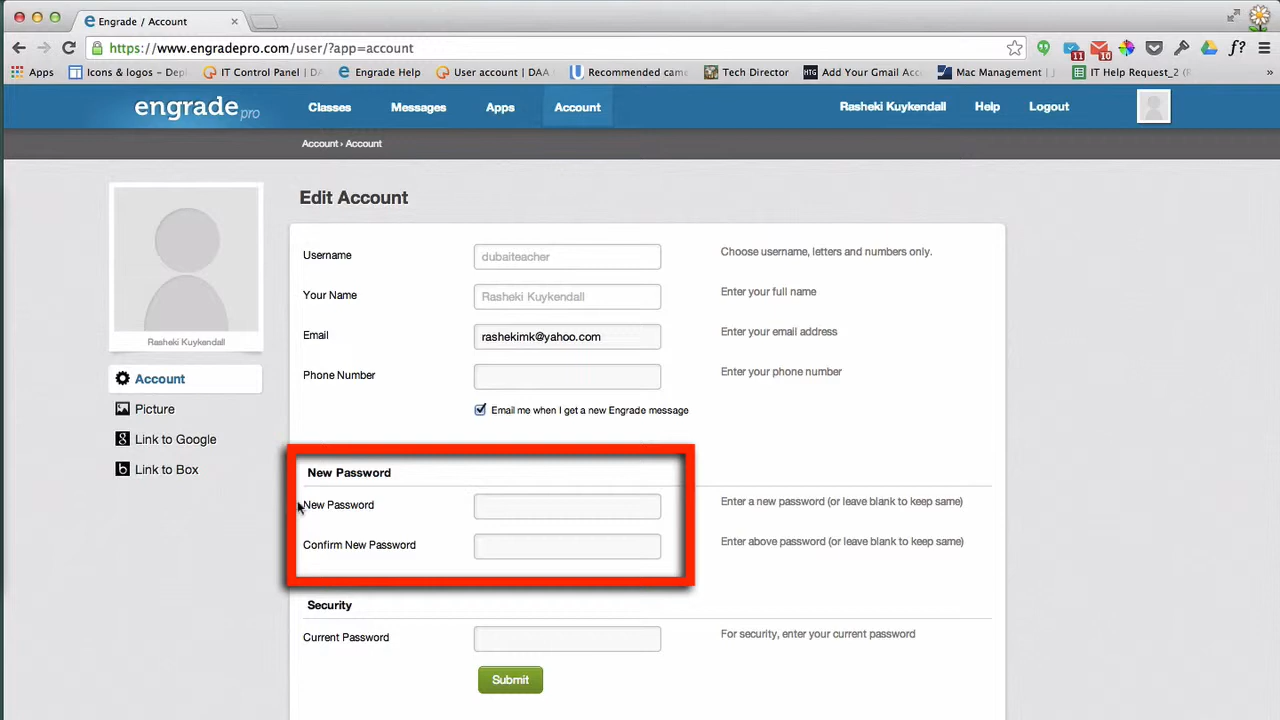 Engrade / Account
https://www.engradepro.com/user/?app=account
Apps Icons & logos – Dep IT Control Panel | DA Engrade Help User account | DAA Recommended cam Tech Director HTG Add Your Gmail Acc Mac Management | IT Help Request_2 (R »
11 10 f?
engrade pro Classes Messages Apps Account Rasheki Kuykendall Help Logout
Account › Account
Edit Account
Username dubaiteacher Choose username, letters and numbers only.
Your Name Rasheki Kuykendall Enter your full name
Email rashekimk@yahoo.com Enter your email address
Rasheki Kuykendall
Phone Number Enter your phone number
Account
Picture
Link to Google
Link to Box
Email me when I get a new Engrade message
New Password
New Password Enter a new password (or leave blank to keep same)
Confirm New Password Enter above password (or leave blank to keep same)
Security
Current Password For security, enter your current password
Submit